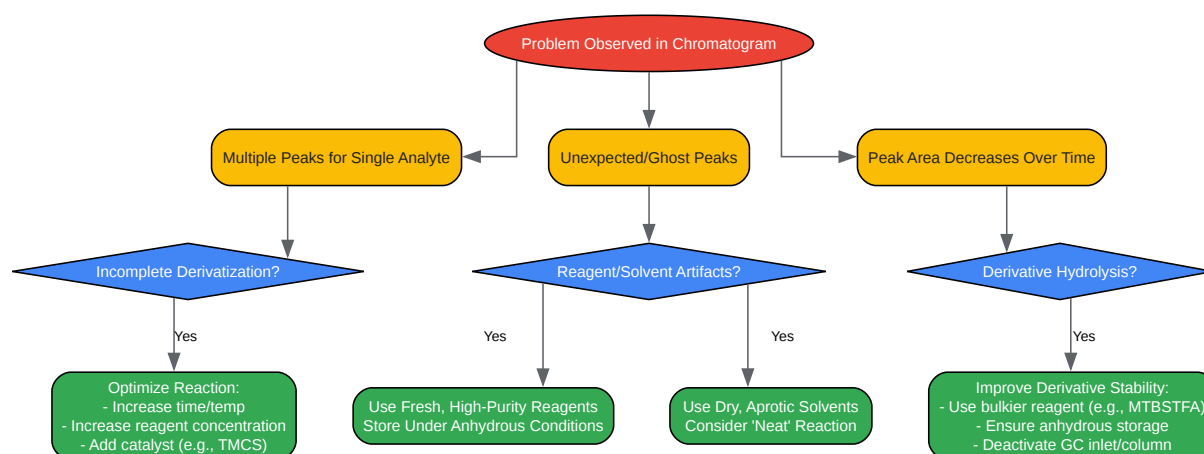 Problem Observed in Chromatogram
Multiple Peaks for Single Analyte
Unexpected/Ghost Peaks
Peak Area Decreases Over Time
Incomplete Derivatization?
Reagent/Solvent Artifacts?
Derivative Hydrolysis?
Yes
Yes
Yes
Yes
Optimize Reaction:
- Increase time/temp
- Increase reagent concentration
- Add catalyst (e.g., TMCS)
Use Fresh, High-Purity Reagents
Store Under Anhydrous Conditions
Use Dry, Aprotic Solvents
Consider 'Neat' Reaction
Improve Derivative Stability:
- Use bulkier reagent (e.g., MTBSTFA)
- Ensure anhydrous storage
- Deactivate GC inlet/column